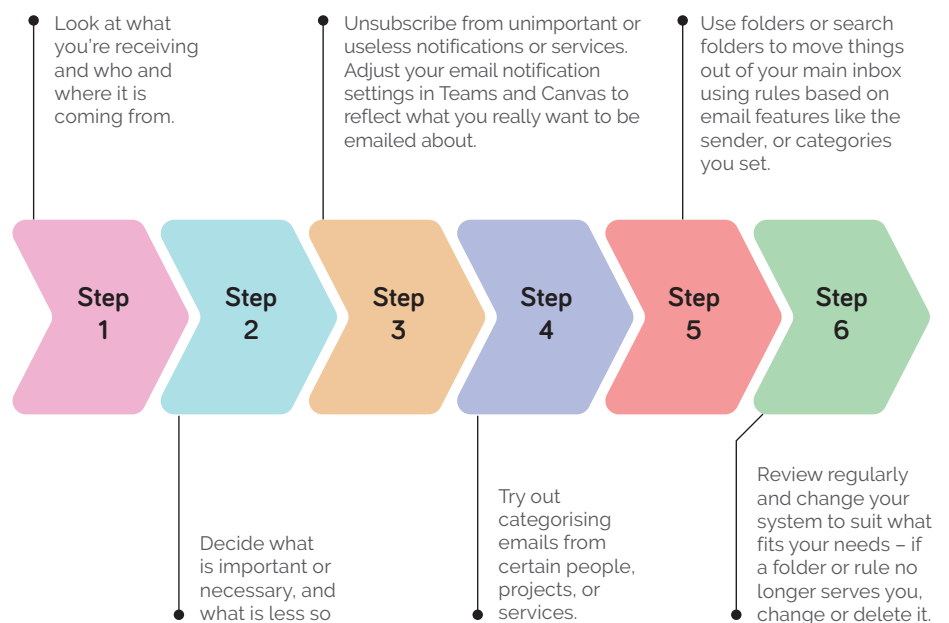 Look at what
you're receiving
and who and
where it is
coming from.
Unsubscribe from unimportant or
useless notifications or services.
Adjust your email notification
settings in Teams and Canvas to
reflect what you really want to be
emailed about.
Use folders or search
folders to move things
out of your main inbox
using rules based on
email features like the
sender, or categories
you set.
Step
1
Step
2
Step
3
Step
4
Step
5
Step
6
Decide what
is important or
necessary, and
what is less so
Try out
categorising
emails from
certain people,
projects, or
services.
Review regularly
and change your
system to suit what
fits your needs – if
a folder or rule no
longer serves you,
change or delete it.